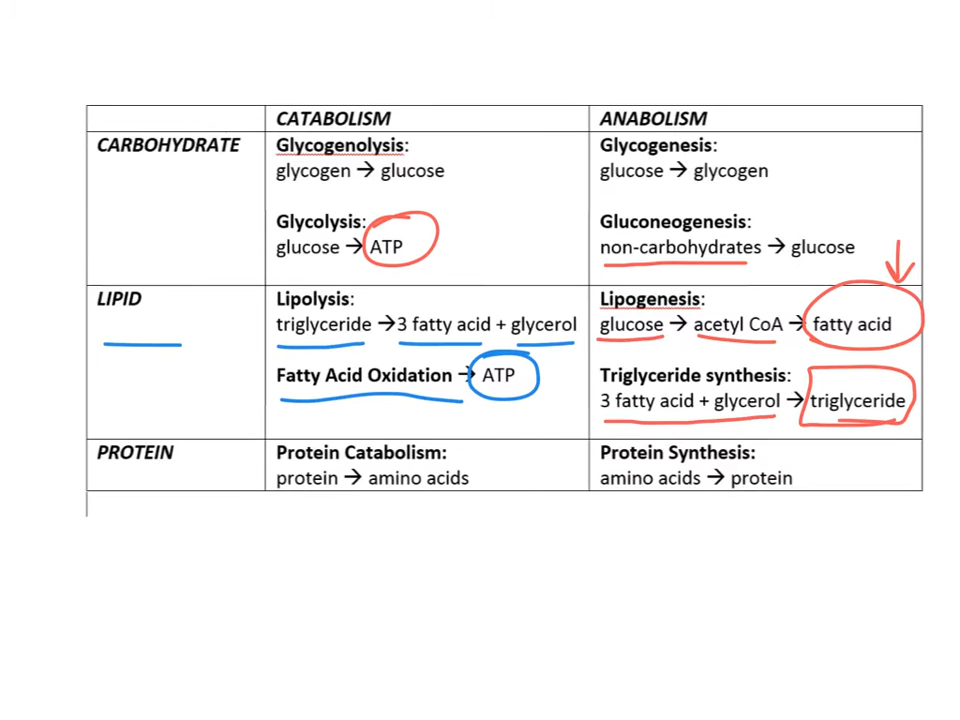 CATABOLISM
ANABOLISM
CARBOHYDRATE
Glycogenolysis:
glycogen → glucose
Glycolysis:
glucose → ATP
Glycogenesis:
glucose → glycogen
Gluconeogenesis:
non-carbohydrates → glucose
LIPID
Lipolysis:
triglyceride →3 fatty acid + glycerol
Fatty Acid Oxidation → ATP
Lipogenesis:
glucose → acetyl CoA → fatty acid
Triglyceride synthesis:
3 fatty acid + glycerol → triglyceride
PROTEIN
Protein Catabolism:
protein → amino acids
Protein Synthesis:
amino acids → protein